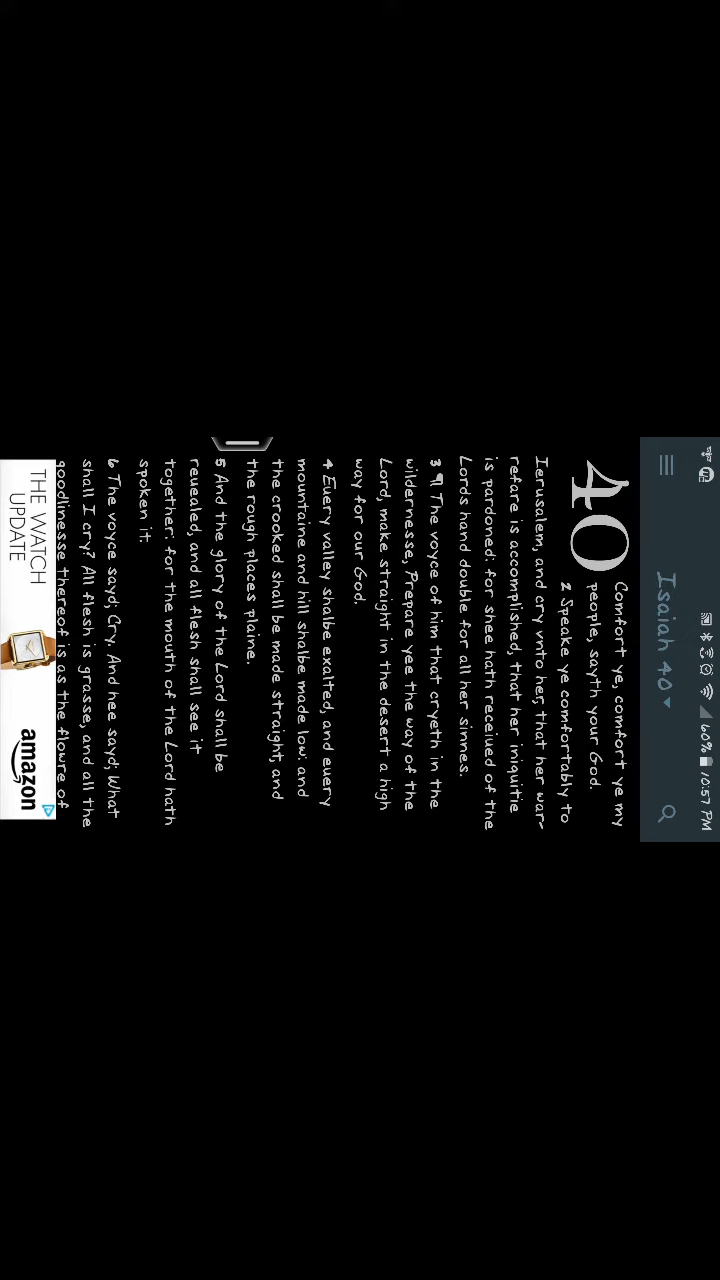 60% 10:57 PM
Isaiah 40
40
Comfort ye, comfort ye my
people, sayth your God.
2 Speake ye comfortably to
Ierusalem, and cry vnto her, that her war-
refare is accomplished, that her iniquitie
is pardoned: for shee hath receiued of the
Lords hand double for all her sinnes.
3 ¶ The voyce of him that cryeth in the
wildernesse, Prepare yee the way of the
Lord, make straight in the desert a high
way for our God.
4 Euery valley shalbe exalted, and euery
mountaine and hill shalbe made low: and
the crooked shall be made straight, and
the rough places plaine.
5 And the glory of the Lord shall be
reuealed, and all flesh shall see it
together: for the mouth of the Lord hath
spoken it.
6 The voyce sayd; Cry. And hee sayd; What
shall I cry? All flesh is grasse, and all the
goodlinesse thereof is as the flowre of
THE WATCH
UPDATE
amazon